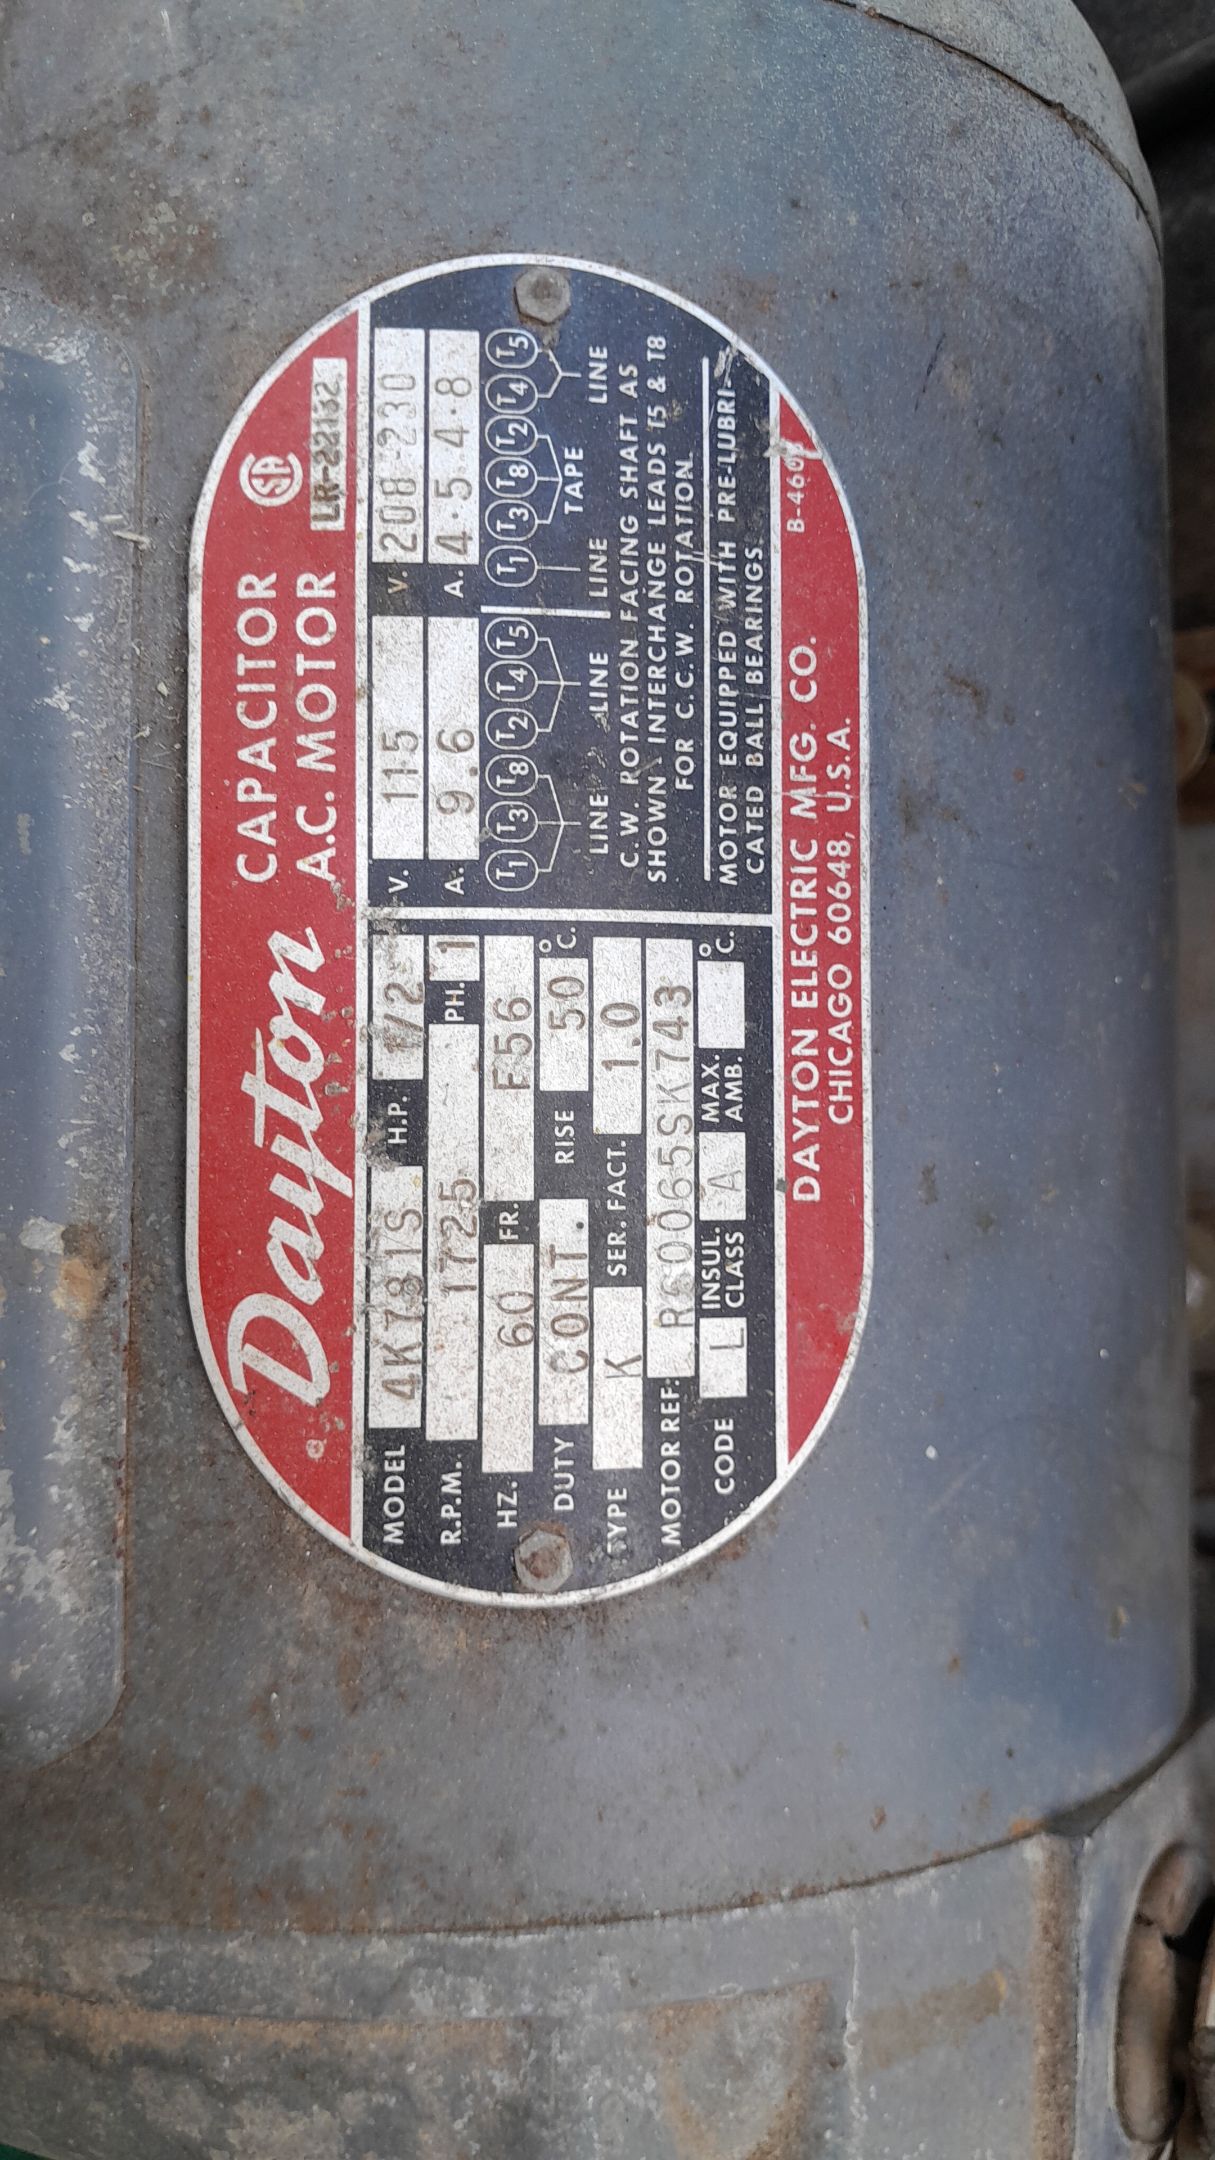 Dayton CAPACITOR
A.C. MOTOR
SA
LR-22132
MODEL 4K781S H.P. 1/2
R.P.M. 1725 PH. 1
HZ. 60 FR. F56
DUTY CONT. RISE 50 °C.
TYPE K SER. FACT. 1.0
MOTOR REF: R60065SK743
CODE L INSUL. CLASS A MAX. AMB. °C.
V. 115 V. 208-230
A. 9.6 A. 4.5-4.8
T1 T3 T8 T2 T4 T5 T1 T3 T8 T2 T4 T5
TAPE
LINE LINE LINE LINE
C.W. ROTATION FACING SHAFT AS
SHOWN - INTERCHANGE LEADS T5 & T8
FOR C.C.W. ROTATION.
MOTOR EQUIPPED WITH PRE-LUBRI-
CATED BALL BEARINGS
DAYTON ELECTRIC MFG. CO.
CHICAGO 60648, U.S.A.